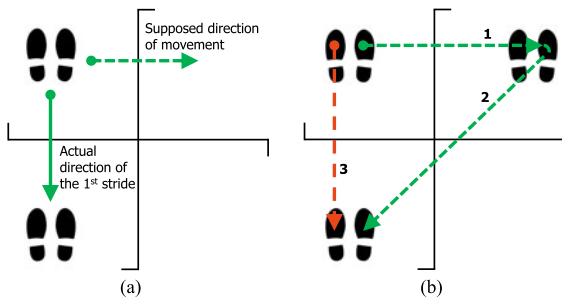 Supposed direction
of movement
Actual
direction of
the 1st stride
(a)
1
2
3
(b)